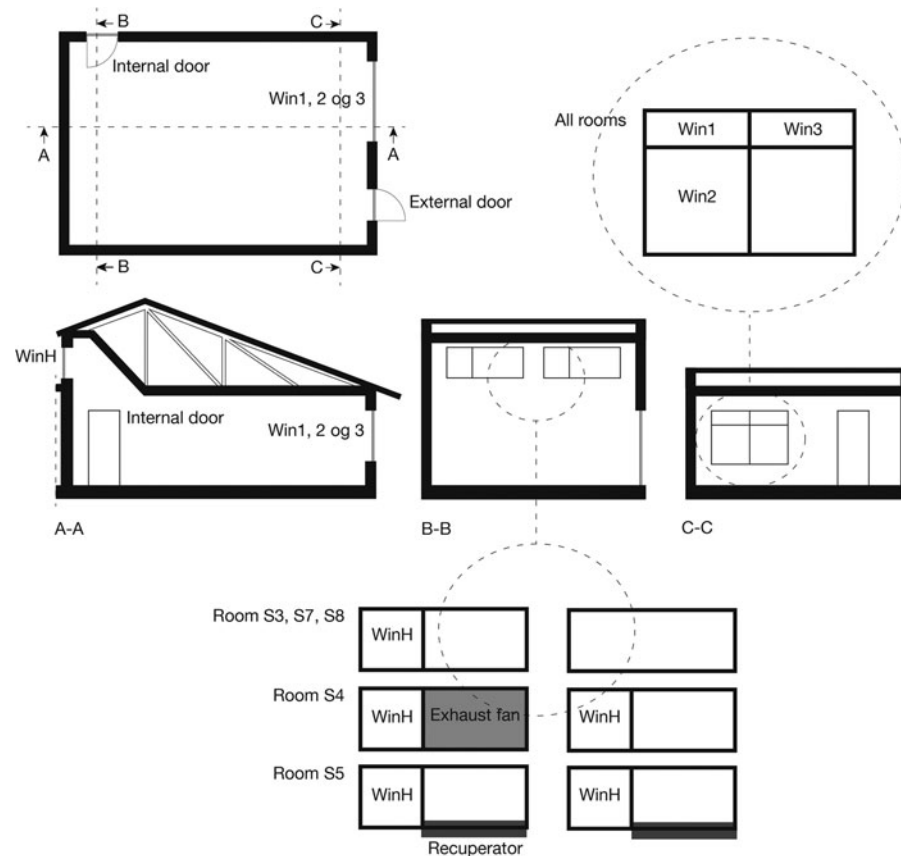 B
C
Internal door
Win1, 2 og 3
A
A
External door
B
C
All rooms
Win1
Win3
Win2
WinH
Internal door
Win1, 2 og 3
A-A
B-B
C-C
Room S3, S7, S8
WinH
Room S4
WinH
Exhaust fan
WinH
Room S5
WinH
WinH
Recuperator